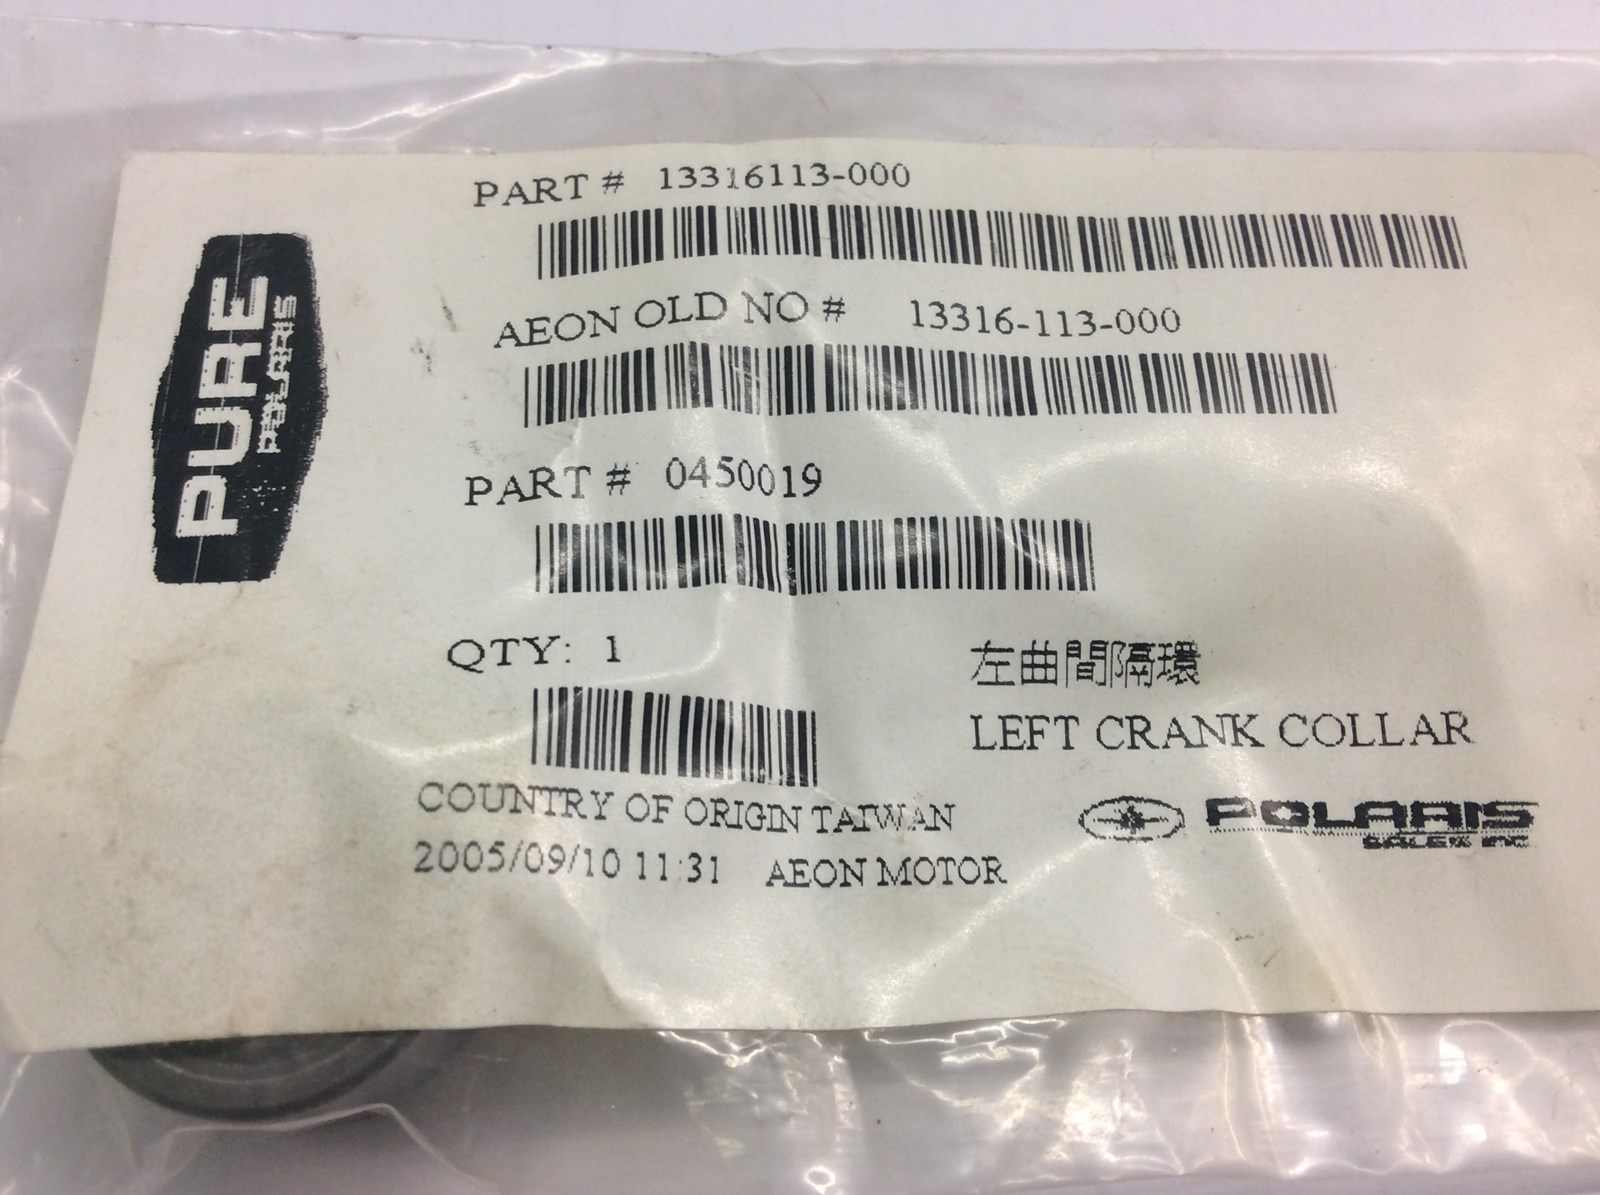 PURE
POLARIS
PART # 13316113-000
AEON OLD NO # 13316-113-000
PART # 0450019
QTY: 1
左曲間隔環
LEFT CRANK COLLAR
COUNTRY OF ORIGIN TAIWAN
2005/09/10 11:31 AEON MOTOR
POLARIS
SALES INC